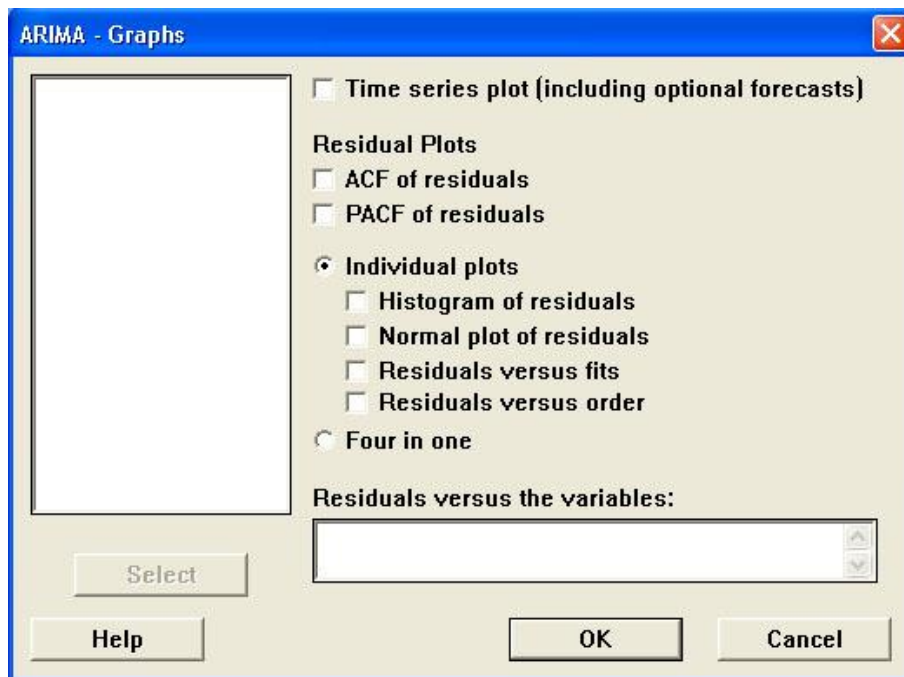 ARIMA - Graphs
Time series plot (including optional forecasts)
Residual Plots
ACF of residuals
PACF of residuals
Individual plots
Histogram of residuals
Normal plot of residuals
Residuals versus fits
Residuals versus order
Four in one
Residuals versus the variables:
Select
Help
OK
Cancel